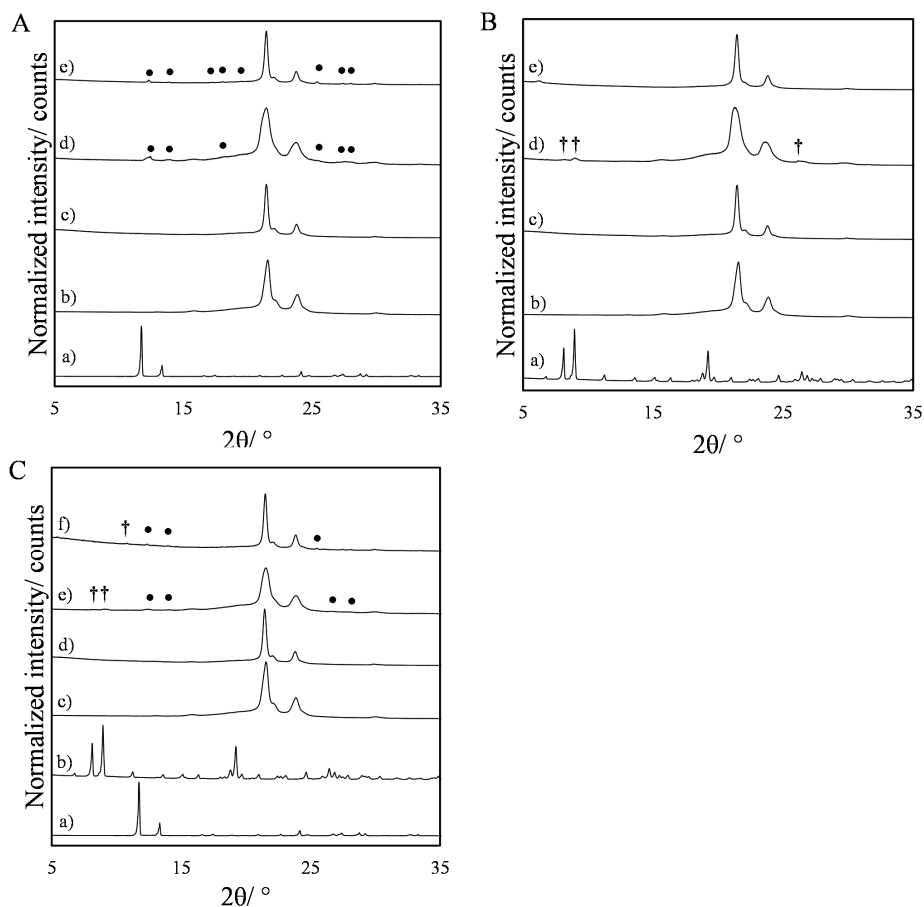 A
Normalized intensity/ counts
e)
d)
c)
b)
a)
5
15
25
35
2θ/ °
B
Normalized intensity/ counts
e)
d)
† †
†
c)
b)
a)
5
15
25
35
2θ/ °
C
Normalized intensity/ counts
f)
†
e)
††
d)
c)
b)
a)
5
15
25
35
2θ/ °